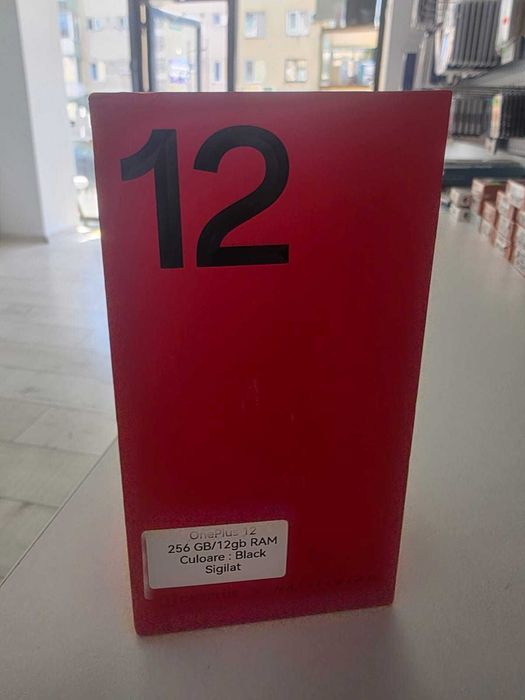 12
OnePlus 12
256 GB/12gb RAM
Culoare : Black
Sigilat